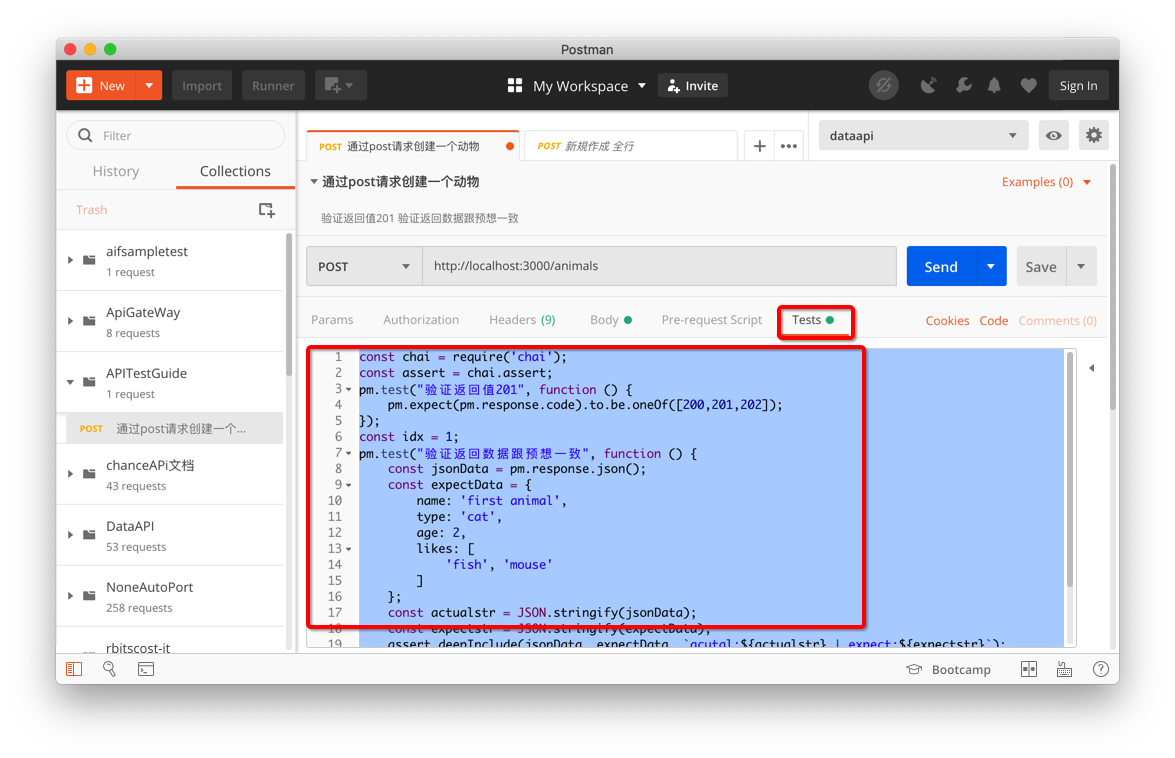 Postman
New
Import
Runner
My Workspace
Invite
Sign In
Filter
History
Collections
Trash
aifsampletest
1 request
ApiGateWay
8 requests
APITestGuide
1 request
POST 通过post请求创建一个...
chanceAPi文档
43 requests
DataAPI
53 requests
NoneAutoPort
258 requests
rbitscost-it
POST 通过post请求创建一个动物
POST 新規作成 全行
dataapi
通过post请求创建一个动物
Examples (0)
验证返回值201 验证返回数据跟预想一致
POST
http://localhost:3000/animals
Send
Save
Params
Authorization
Headers (9)
Body
Pre-request Script
Tests
Cookies
Code
Comments (0)
1 const chai = require('chai');
2 const assert = chai.assert;
3 pm.test("验证返回值201", function () {
4 pm.expect(pm.response.code).to.be.oneOf([200,201,202]);
5 });
6 const idx = 1;
7 pm.test("验证返回数据跟预想一致", function () {
8 const jsonData = pm.response.json();
9 const expectData = {
10 name: 'first animal',
11 type: 'cat',
12 age: 2,
13 likes: [
14 'fish', 'mouse'
15 ]
16 };
17 const actualstr = JSON.stringify(jsonData);
18 const expectstr = JSON.stringify(expectData);
19 assert.deepInclude(jsonData, expectData, `acutal:${actualstr} | expect:${expectstr}`);
Bootcamp